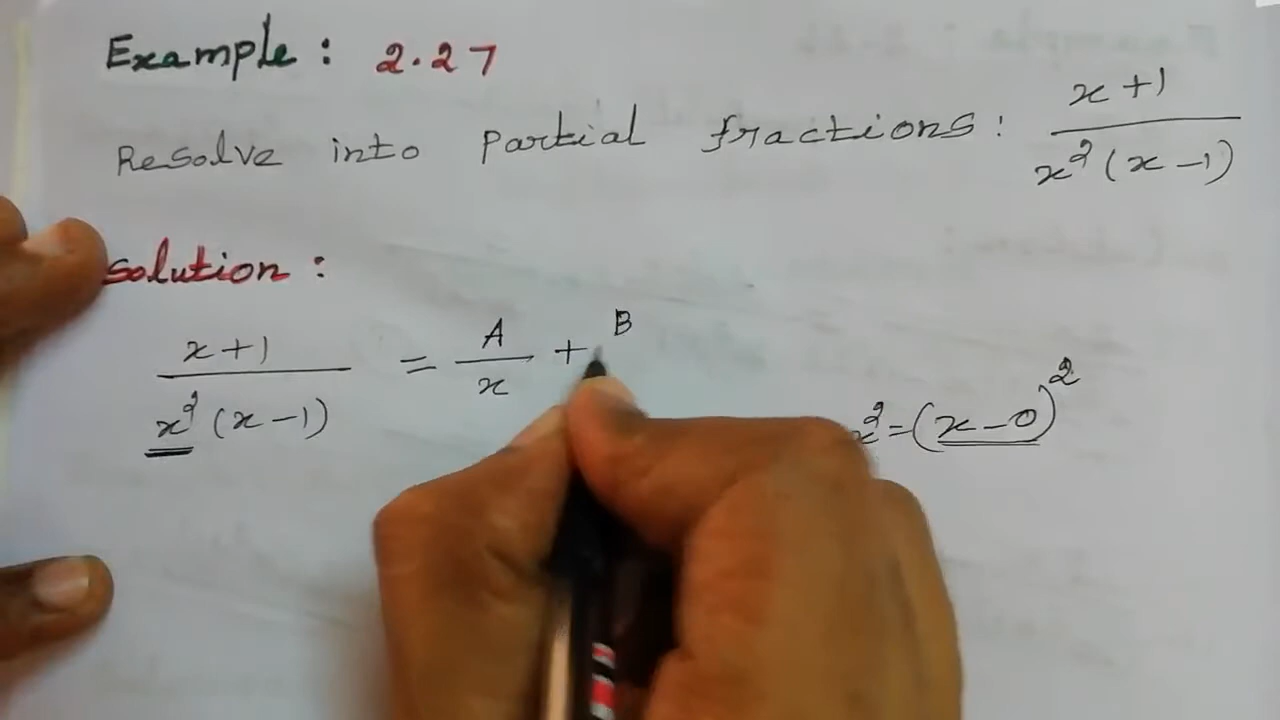 Example: 2.27
Resolve into partial fractions: x+1 / x²(x-1)
Solution:
x+1 / x²(x-1) = A/x + B
x²=(x-0)²